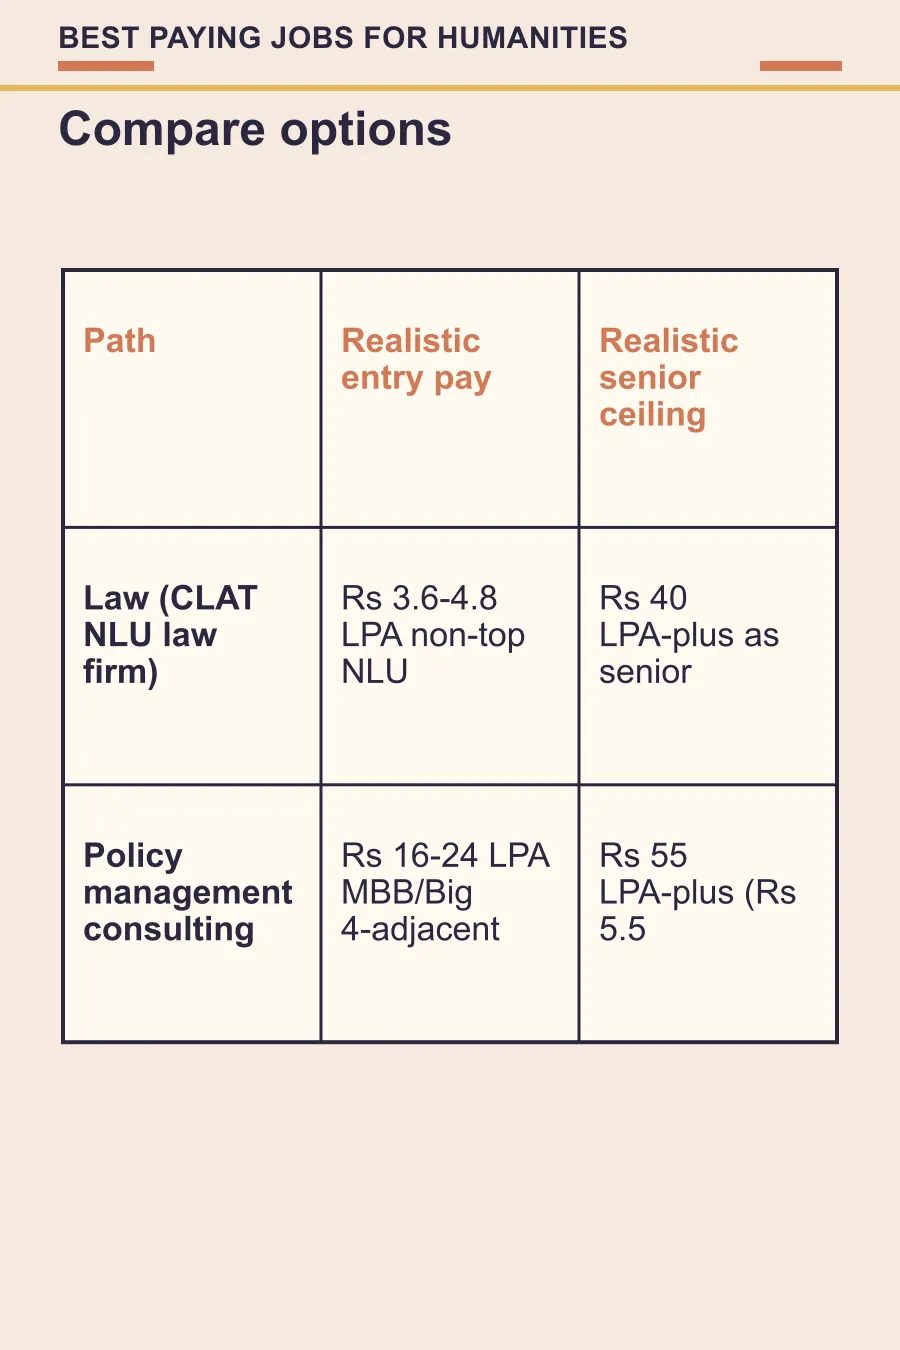 BEST PAYING JOBS FOR HUMANITIES
Compare options
Path
Realistic
entry pay
Realistic
senior
ceiling
Law (CLAT
NLU law
firm)
Rs 3.6-4.8
LPA non-top
NLU
Rs 40
LPA-plus as
senior
Policy
management
consulting
Rs 16-24 LPA
MBB/Big
4-adjacent
Rs 55
LPA-plus (Rs
5.5